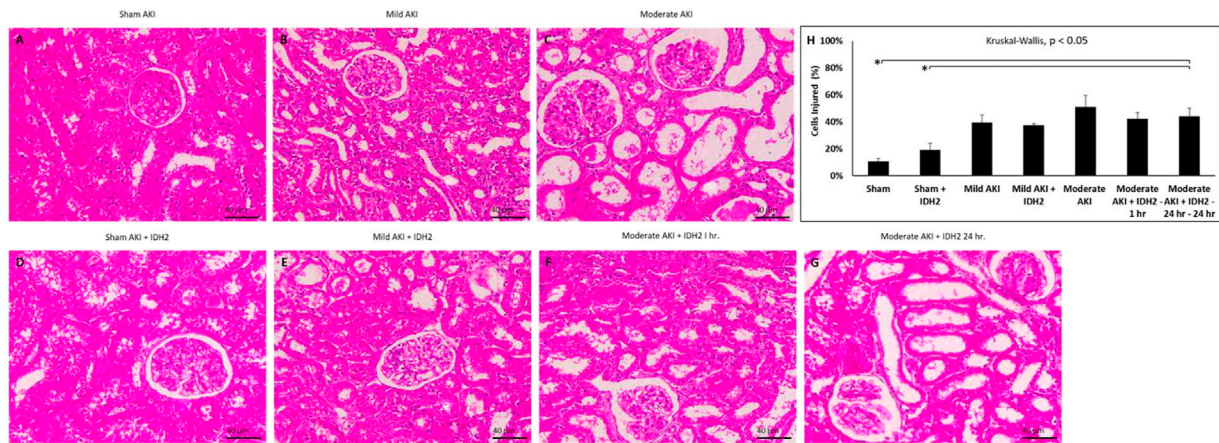 Sham AKI
Mild AKI
Moderate AKI
A
B
C
40 µm
40 µm
40 µm
H
Kruskal-Wallis, p < 0.05
100%
80%
60%
40%
20%
0%
Cells Injured (%)
*
*
Sham
Sham +
IDH2
Mild AKI
Mild AKI +
IDH2
Moderate
AKI
Moderate
AKI + IDH2 -
1 hr
Moderate
AKI + IDH2 -
24 hr - 24 hr
Sham AKI + IDH2
Mild AKI + IDH2
Moderate AKI + IDH2 I hr.
Moderate AKI + IDH2 24 hr.
D
E
F
G
40 µm
40 µm
40 µm
40 µm